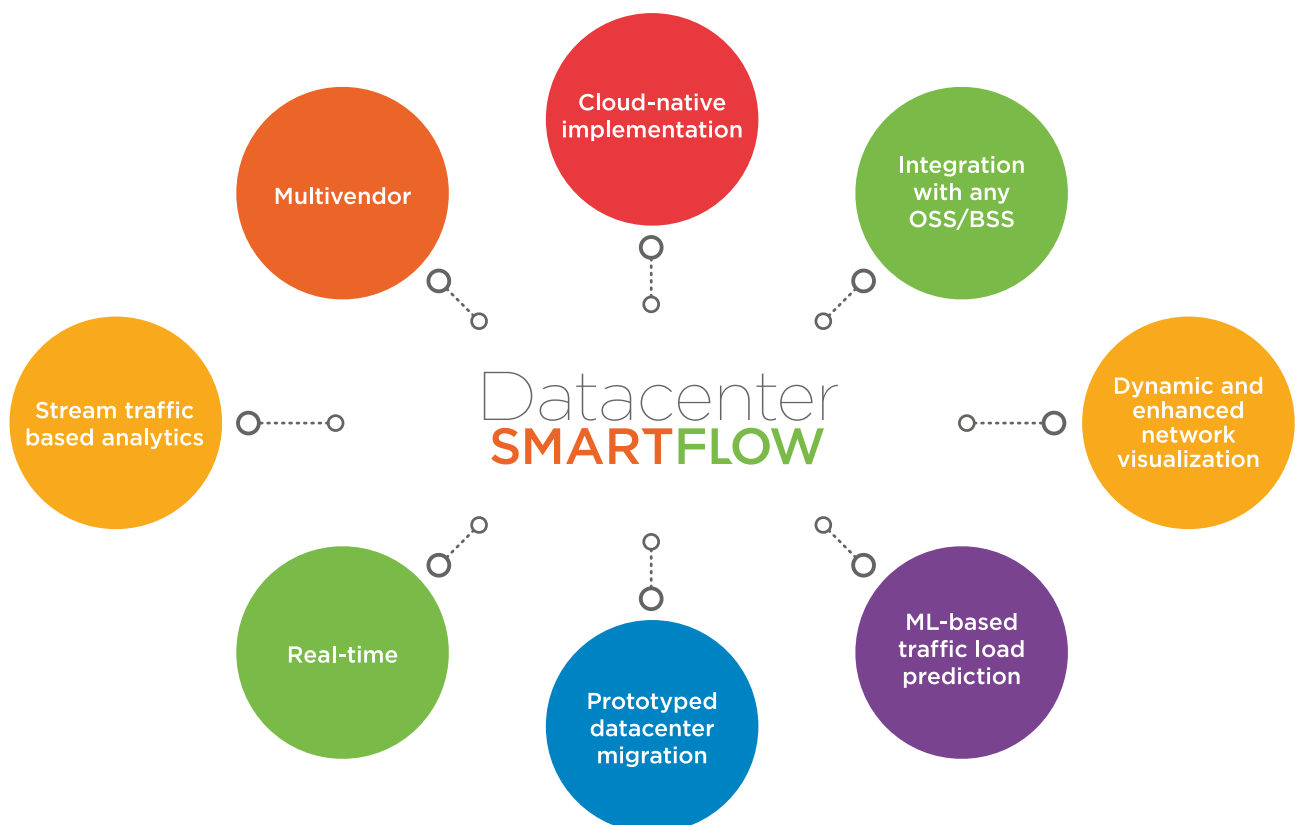 Cloud-native
implementation
Multivendor
Integration
with any
OSS/BSS
Stream traffic
based analytics
Datacenter
SMARTFLOW
Dynamic and
enhanced
network
visualization
Real-time
Prototyped
datacenter
migration
ML-based
traffic load
prediction